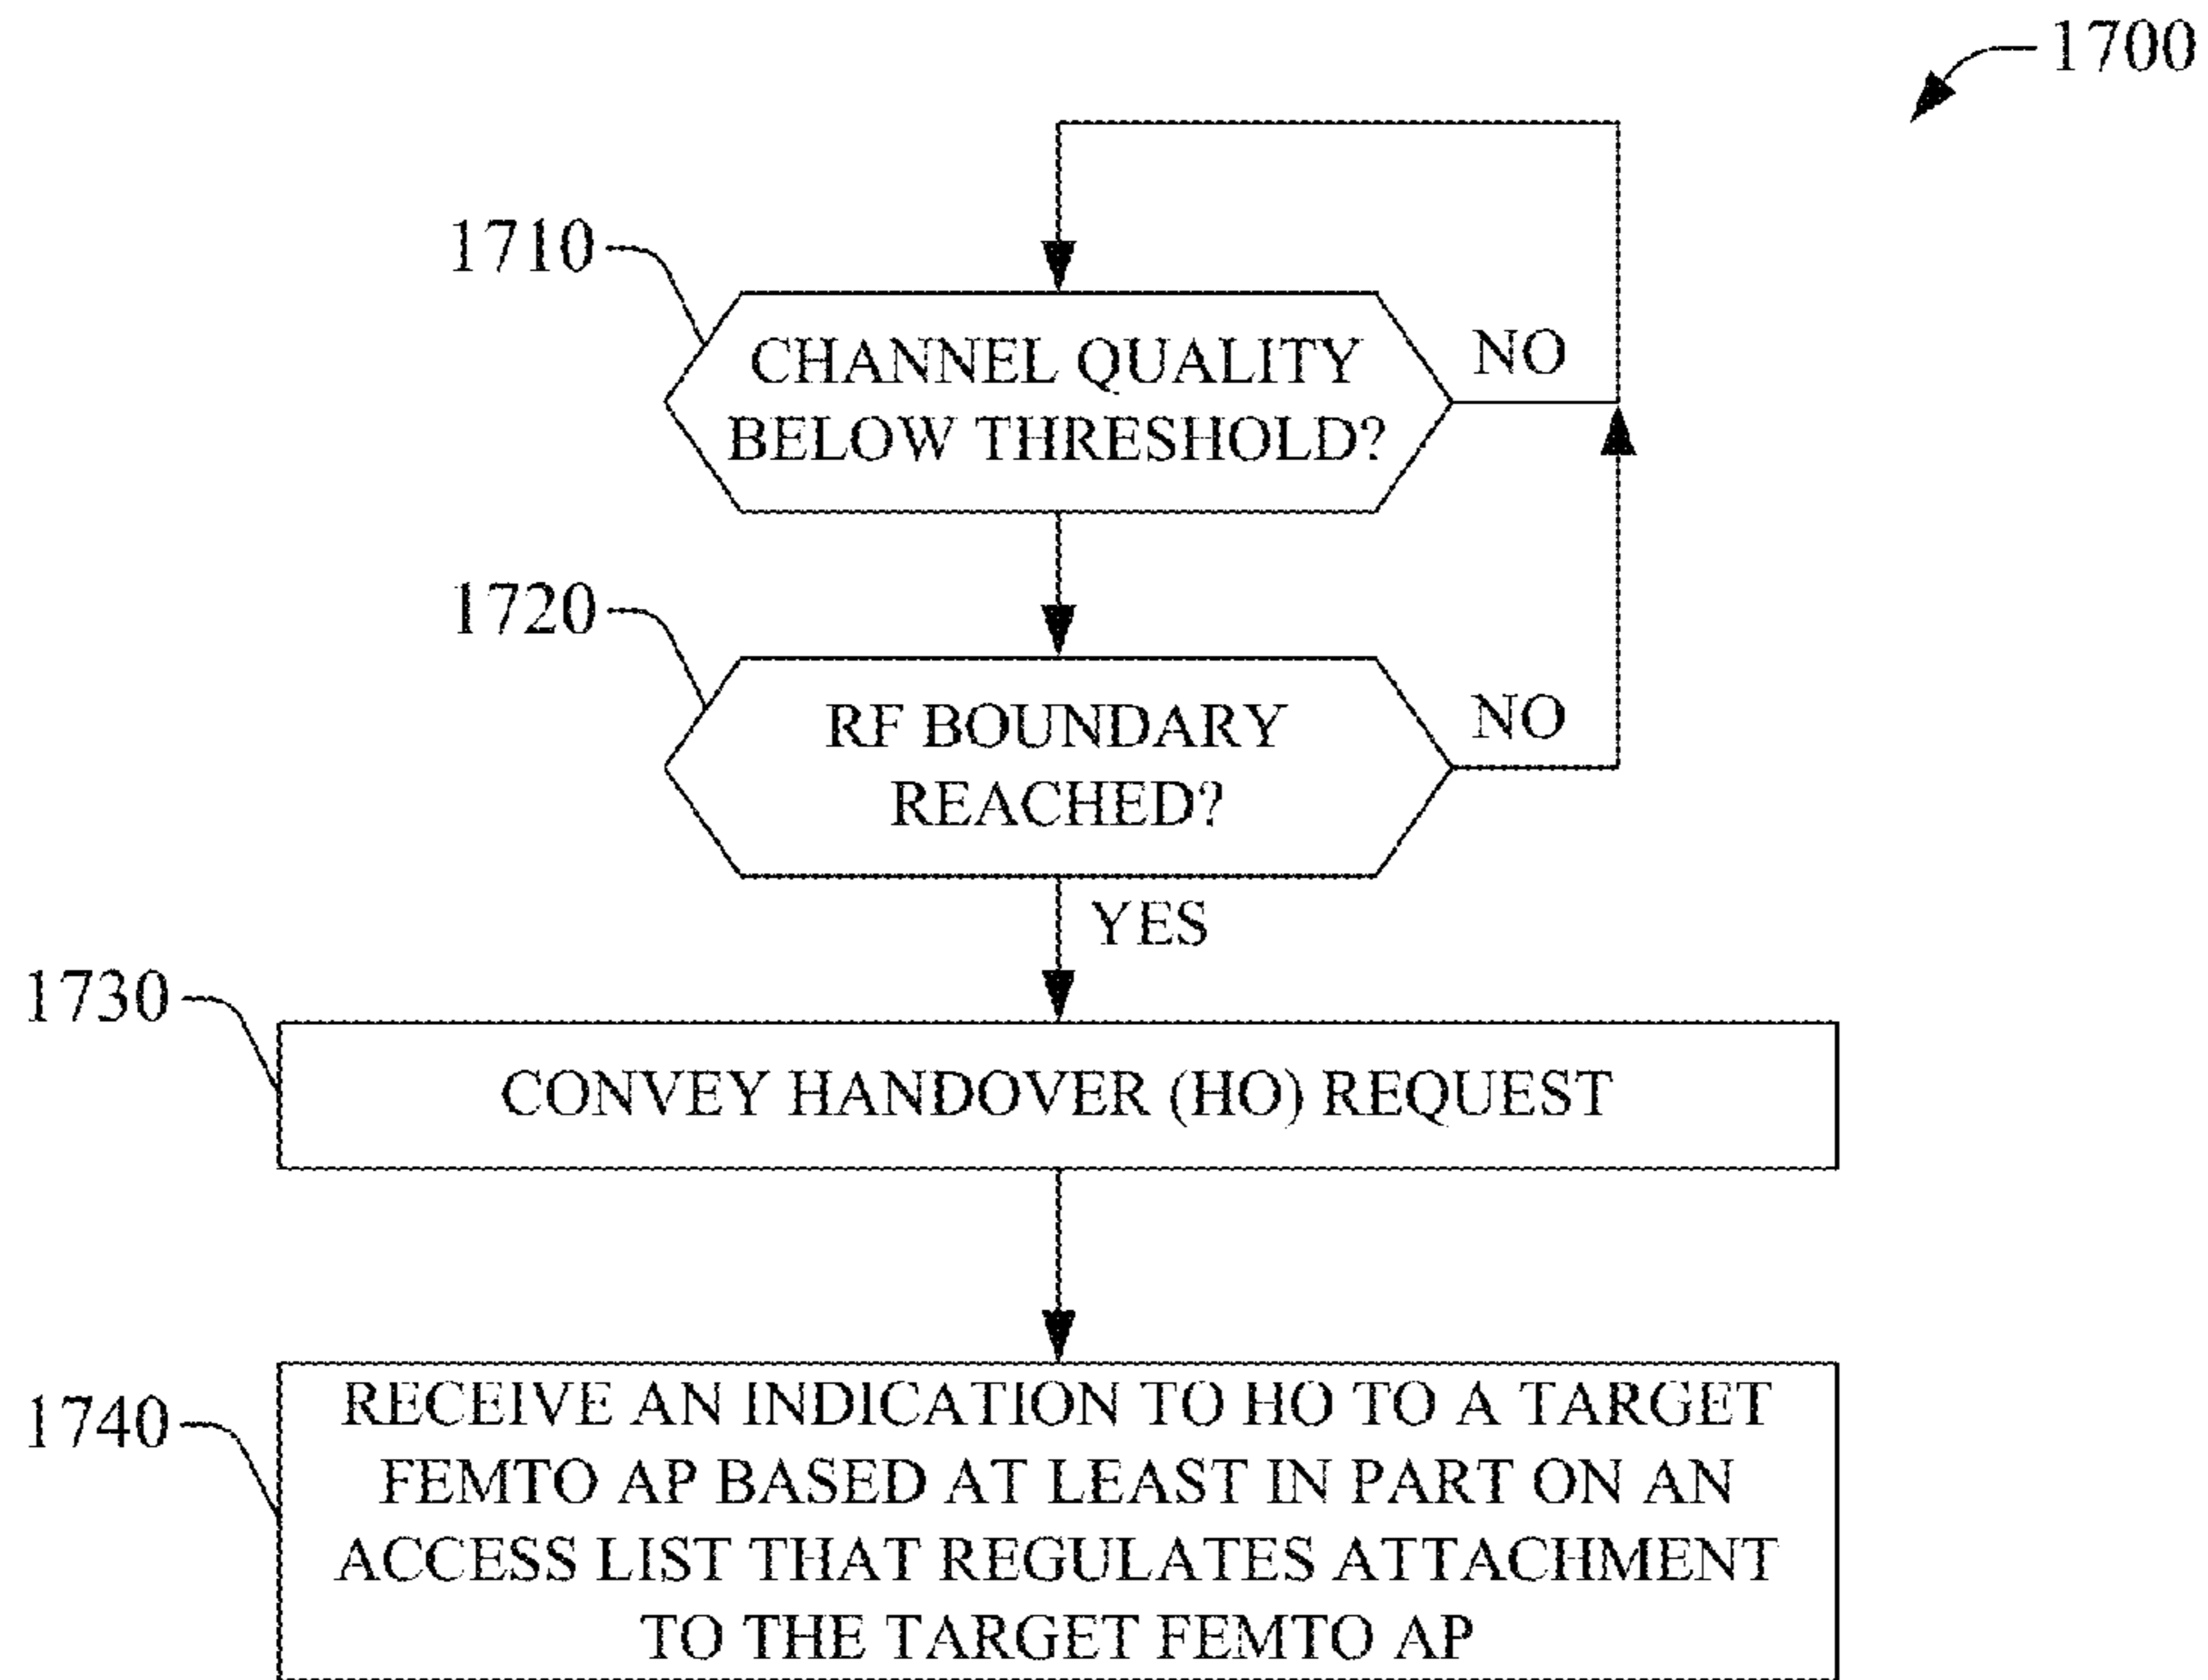 1700
1710
CHANNEL QUALITY
BELOW THRESHOLD?
NO
1720
RF BOUNDARY
REACHED?
NO
YES
1730
CONVEY HANDOVER (HO) REQUEST
1740
RECEIVE AN INDICATION TO HO TO A TARGET
FEMTO AP BASED AT LEAST IN PART ON AN
ACCESS LIST THAT REGULATES ATTACHMENT
TO THE TARGET FEMTO AP